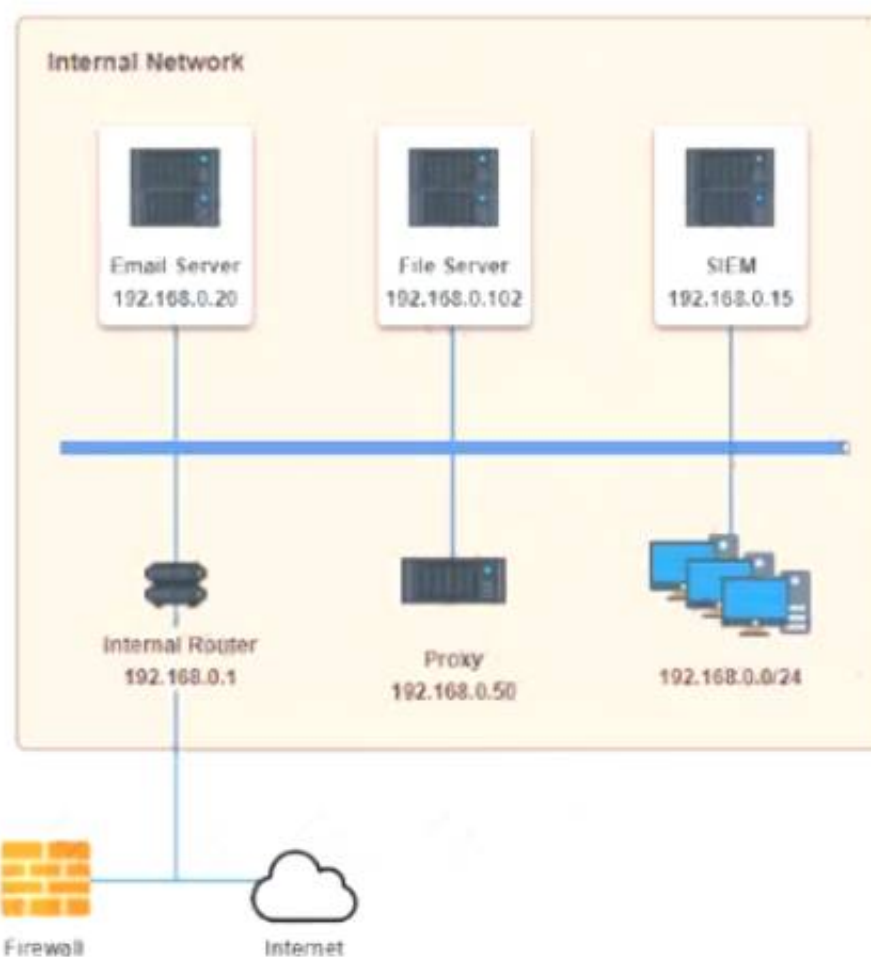 Internal Network
Email Server
192.168.0.20
File Server
192.168.0.102
SIEM
192.168.0.15
Internal Router
192.168.0.1
Proxy
192.168.0.50
192.168.0.0/24
Firewall
Internet